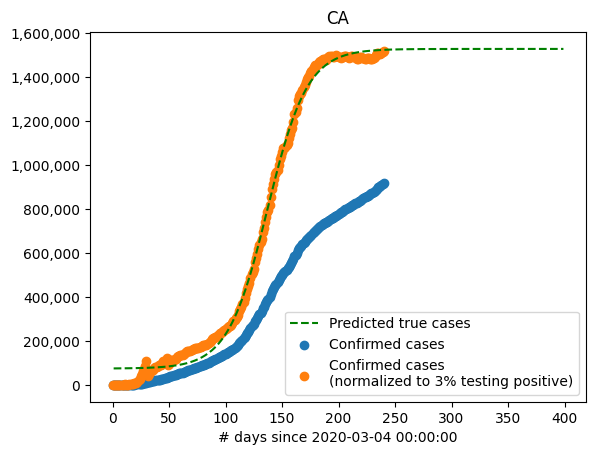 CA
1,600,000
1,400,000
1,200,000
1,000,000
800,000
600,000
400,000
200,000
0
Predicted true cases
Confirmed cases
Confirmed cases
(normalized to 3% testing positive)
0 50 100 150 200 250 300 350 400
# days since 2020-03-04 00:00:00